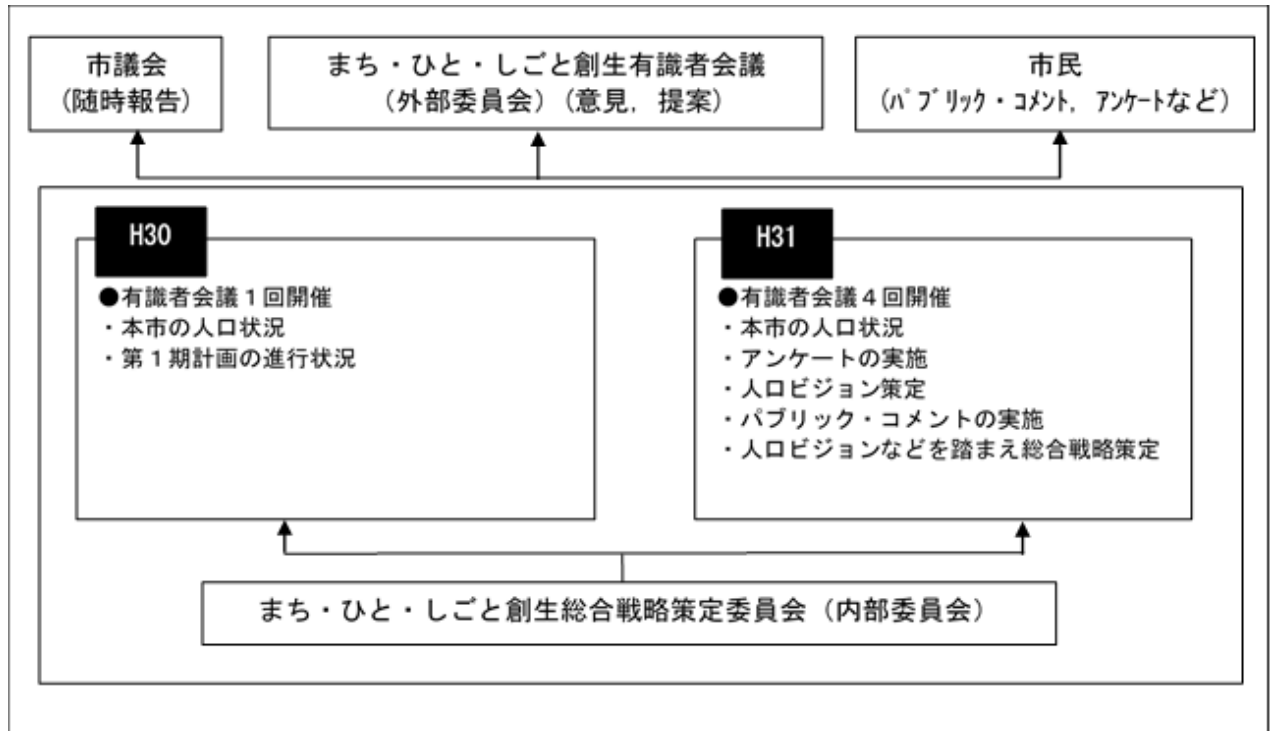 市議会
(随時報告)
まち・ひと・しごと創生有識者会議
(外部委員会)(意見，提案)
市民
(ﾊﾟﾌﾞﾘｯｸ・ｺﾒﾝﾄ，ｱﾝｹｰﾄなど)
H30
●有識者会議１回開催
・本市の人口状況
・第１期計画の進行状況
H31
●有識者会議４回開催
・本市の人口状況
・アンケートの実施
・人口ビジョン策定
・パブリック・コメントの実施
・人口ビジョンなどを踏まえ総合戦略策定
まち・ひと・しごと創生総合戦略策定委員会（内部委員会）